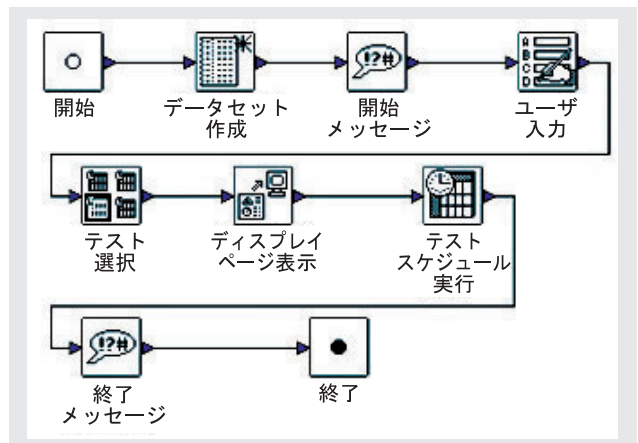 開始
データセット
作成
開始
メッセージ
ユーザ
入力
テスト
選択
ディスプレイ
ページ表示
テスト
スケジュール
実行
終了
メッセージ
終了
!?#
A
B
C
D
!?#